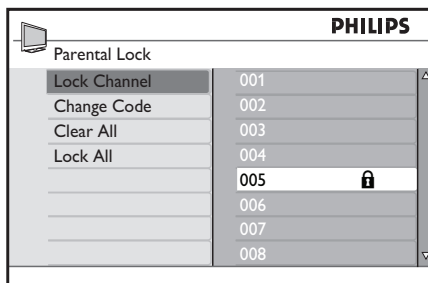 PHILIPS
Parental Lock
Lock Channel
Change Code
Clear All
Lock All
001
002
003
004
005
006
007
008